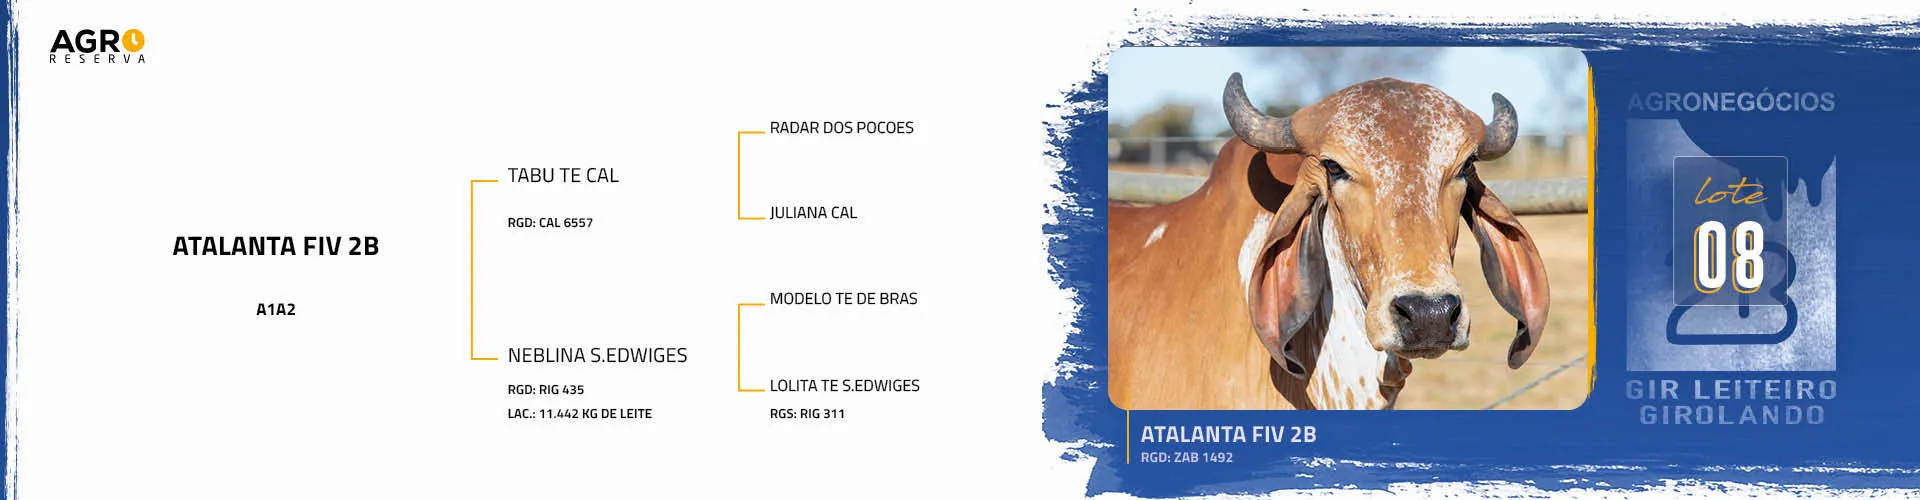 AGRO
RESERVA
ATALANTA FIV 2B
A1A2
TABU TE CAL
RGD: CAL 6557
NEBLINA S.EDWIGES
RGD: RIG 435
LAC.: 11.442 KG DE LEITE
RADAR DOS POCOES
JULIANA CAL
MODELO TE DE BRAS
LOLITA TE S.EDWIGES
RGS: RIG 311
ATALANTA FIV 2B
RGD: ZAB 1492
AGRONEGÓCIOS
lote
08
2B
GIR LEITEIRO
GIROLANDO